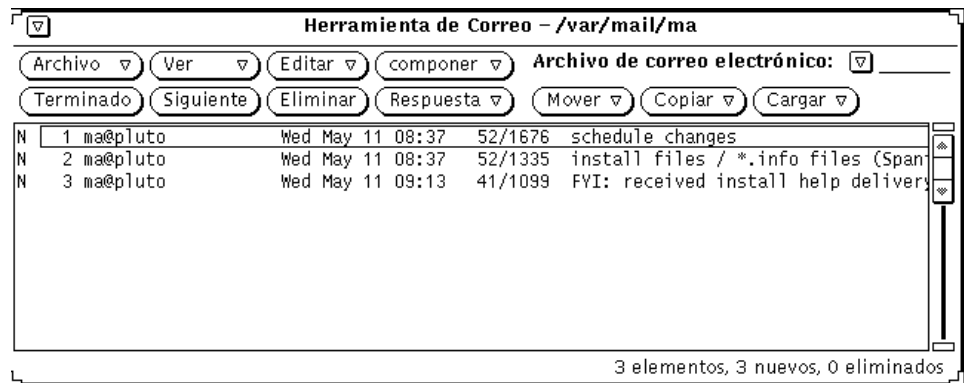 Herramienta de Correo – /var/mail/ma
Archivo Ver Editar componer Archivo de correo electrónico:
Terminado Siguiente Eliminar Respuesta Mover Copiar Cargar
N 1 ma@pluto Wed May 11 08:37 52/1676 schedule changes
N 2 ma@pluto Wed May 11 08:37 52/1335 install files / *.info files (Span
N 3 ma@pluto Wed May 11 09:13 41/1099 FYI: received install help delivery
3 elementos, 3 nuevos, 0 eliminados